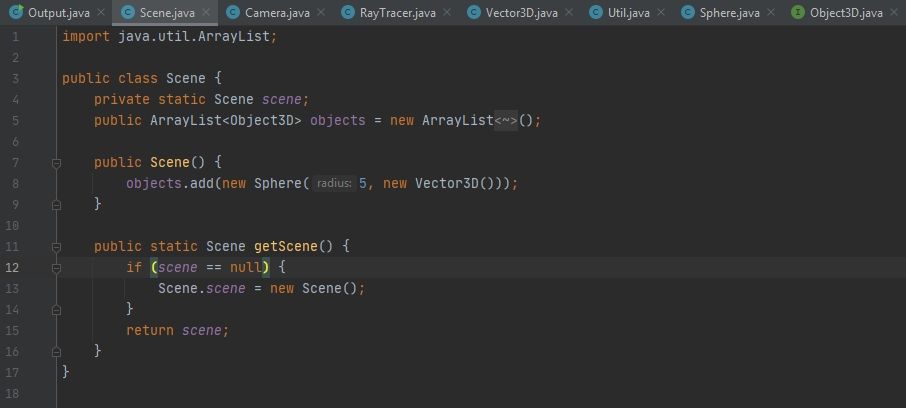 Output.java Scene.java Camera.java RayTracer.java Vector3D.java Util.java Sphere.java Object3D.java
1 import java.util.ArrayList;
2
3 public class Scene {
4 private static Scene scene;
5 public ArrayList<Object3D> objects = new ArrayList<~>();
6
7 public Scene() {
8 objects.add(new Sphere( radius: 5, new Vector3D()));
9 }
10
11 public static Scene getScene() {
12 if (scene == null) {
13 Scene.scene = new Scene();
14 }
15 return scene;
16 }
17 }
18